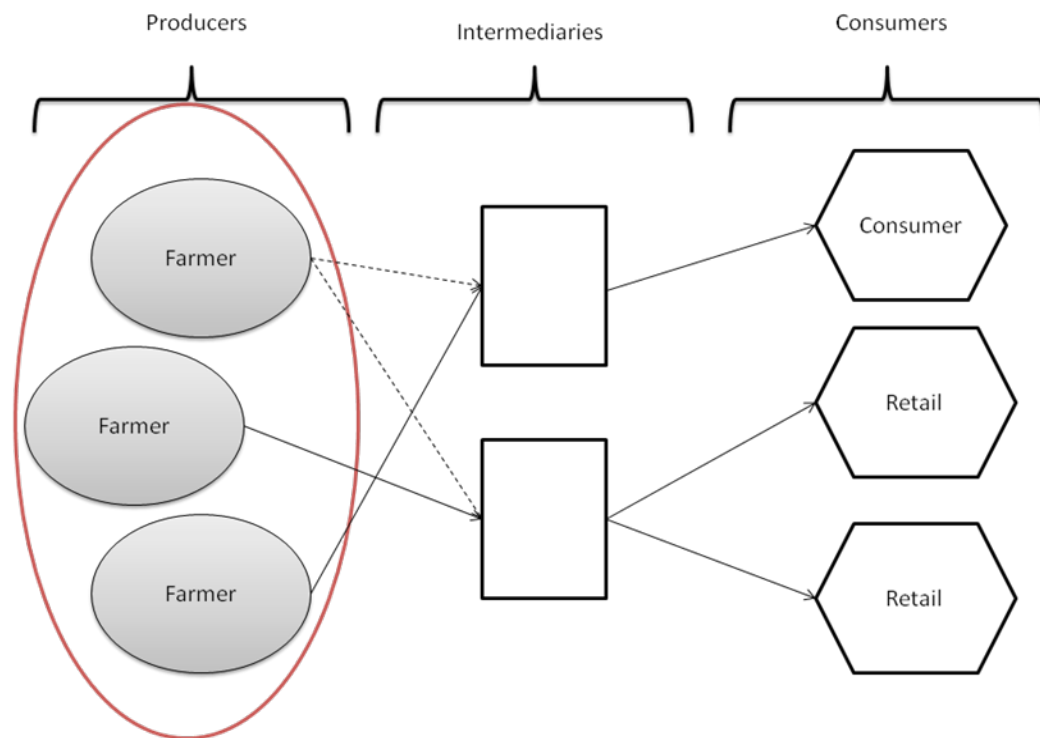 Producers
Intermediaries
Consumers
Farmer
Farmer
Farmer
Consumer
Retail
Retail